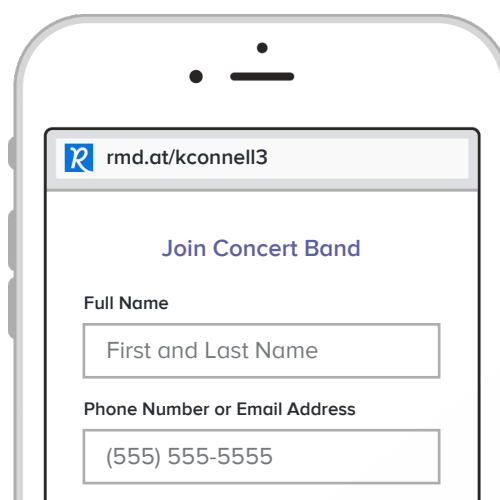 R rmd.at/kconnell3
Join Concert Band
Full Name
First and Last Name
Phone Number or Email Address
(555) 555-5555